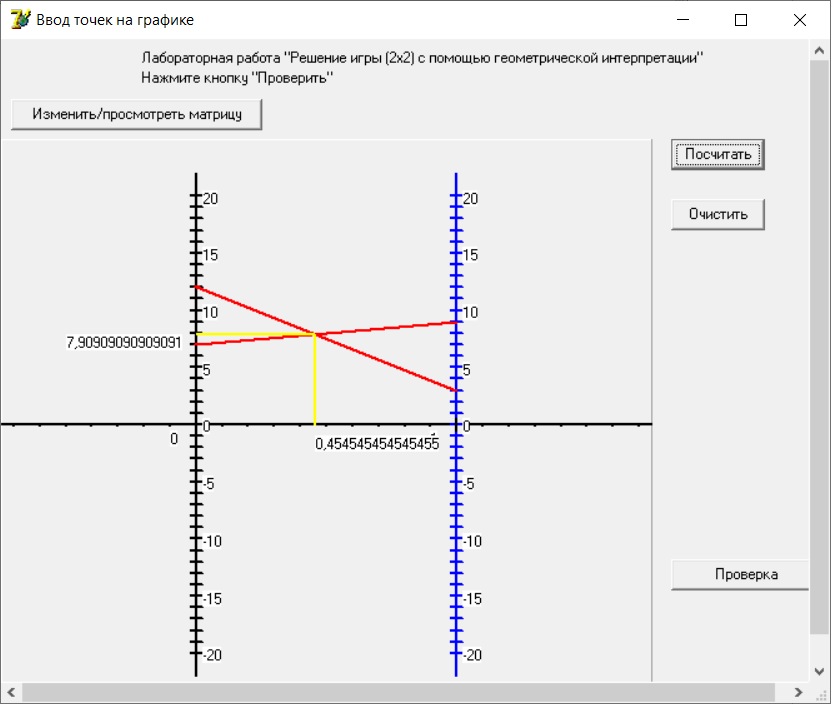 Ввод точек на графике
Лабораторная работа "Решение игры (2x2) с помощью геометрической интерпретации"
Нажмите кнопку "Проверить"
Изменить/просмотреть матрицу
Посчитать
Очистить
20 20
15 15
10 10
7,90909090909091
5 5
0 0
0
0,454545454545455
-5 -5
-10 -10
-15 -15
-20 -20
Проверка